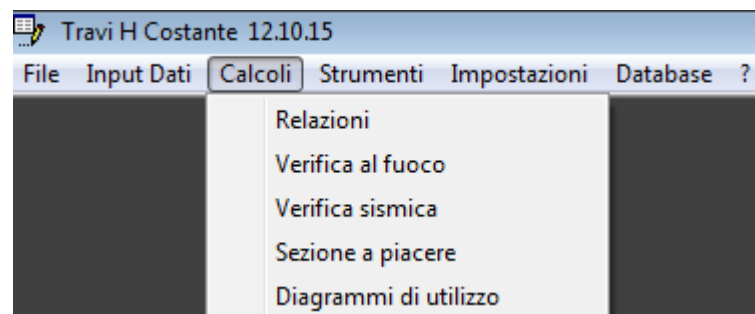 Travi H Costante 12.10.15
File Input Dati Calcoli Strumenti Impostazioni Database ?
Relazioni
Verifica al fuoco
Verifica sismica
Sezione a piacere
Diagrammi di utilizzo